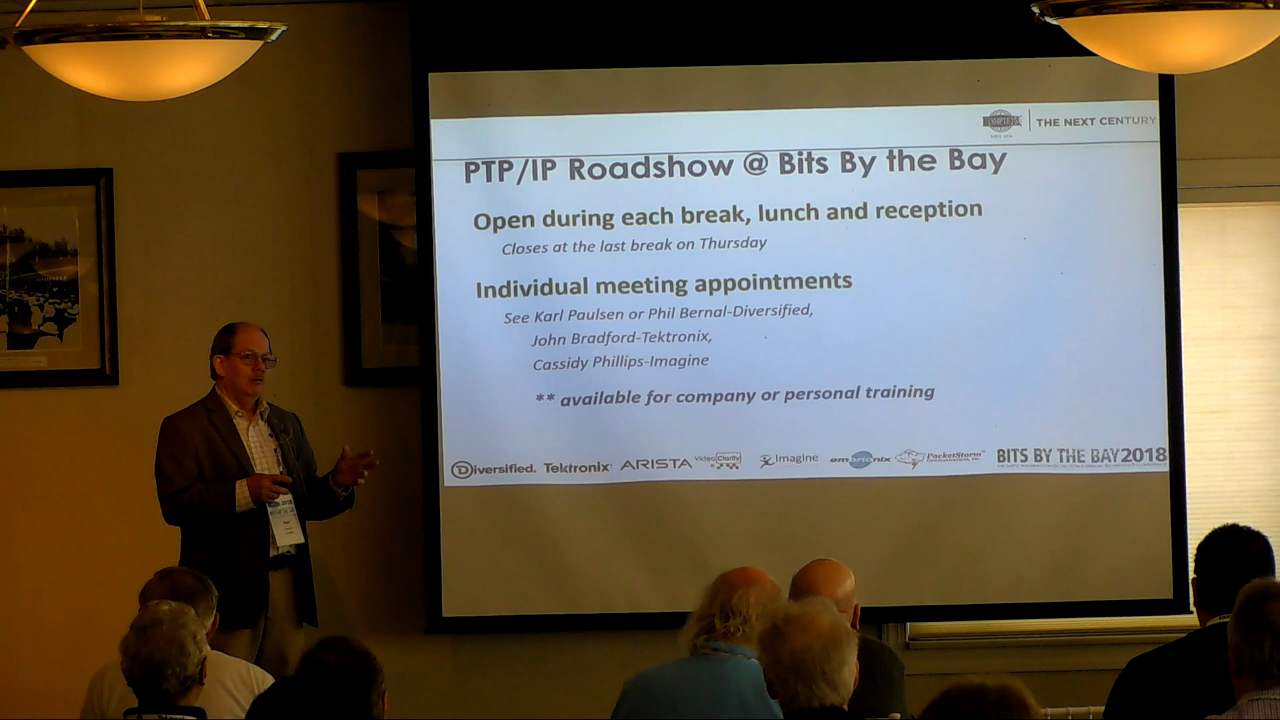 SMPTE
THE NEXT CENTURY
PTP/IP Roadshow @ Bits By the Bay
Open during each break, lunch and reception
Closes at the last break on Thursday
Individual meeting appointments
See Karl Paulsen or Phil Bernal-Diversified,
John Bradford-Tektronix,
Cassidy Phillips-Imagine
** available for company or personal training
Diversified. Tektronix ARISTA Video Clarity Imagine PacketStorm BITS BY THE BAY2018